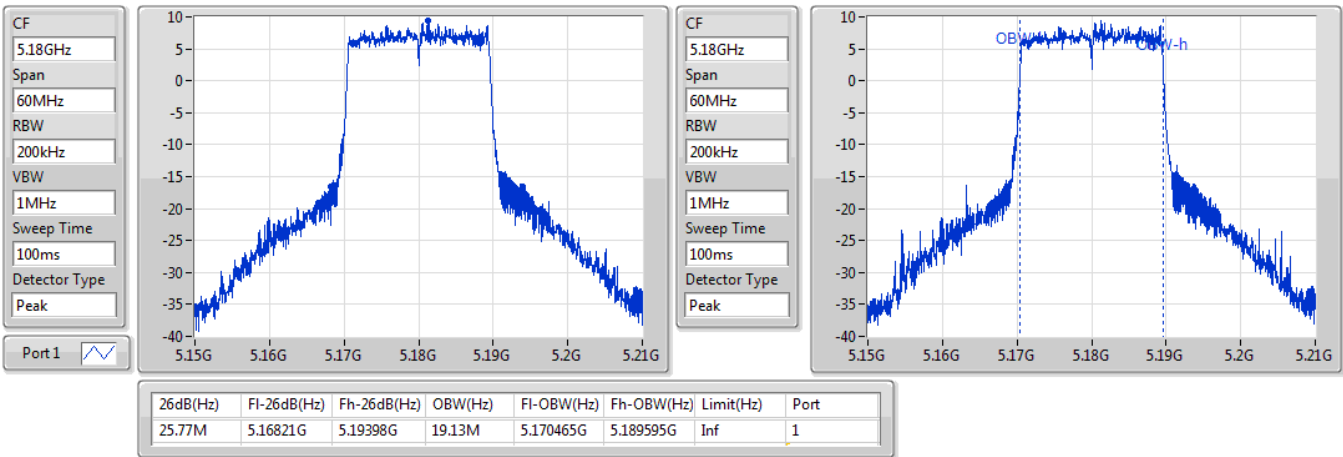 CF
5.18GHz
Span
60MHz
RBW
200kHz
VBW
1MHz
Sweep Time
100ms
Detector Type
Peak
Port 1
10
5
0
-5
-10
-15
-20
-25
-30
-35
-40
5.15G 5.16G 5.17G 5.18G 5.19G 5.2G 5.21G
CF
5.18GHz
Span
60MHz
RBW
200kHz
VBW
1MHz
Sweep Time
100ms
Detector Type
Peak
10
5
0
-5
-10
-15
-20
-25
-30
-35
-40
OBW-h
5.15G 5.16G 5.17G 5.18G 5.19G 5.2G 5.21G
26dB(Hz) Fl-26dB(Hz) Fh-26dB(Hz) OBW(Hz) Fl-OBW(Hz) Fh-OBW(Hz) Limit(Hz) Port
25.77M 5.16821G 5.19398G 19.13M 5.170465G 5.189595G Inf 1